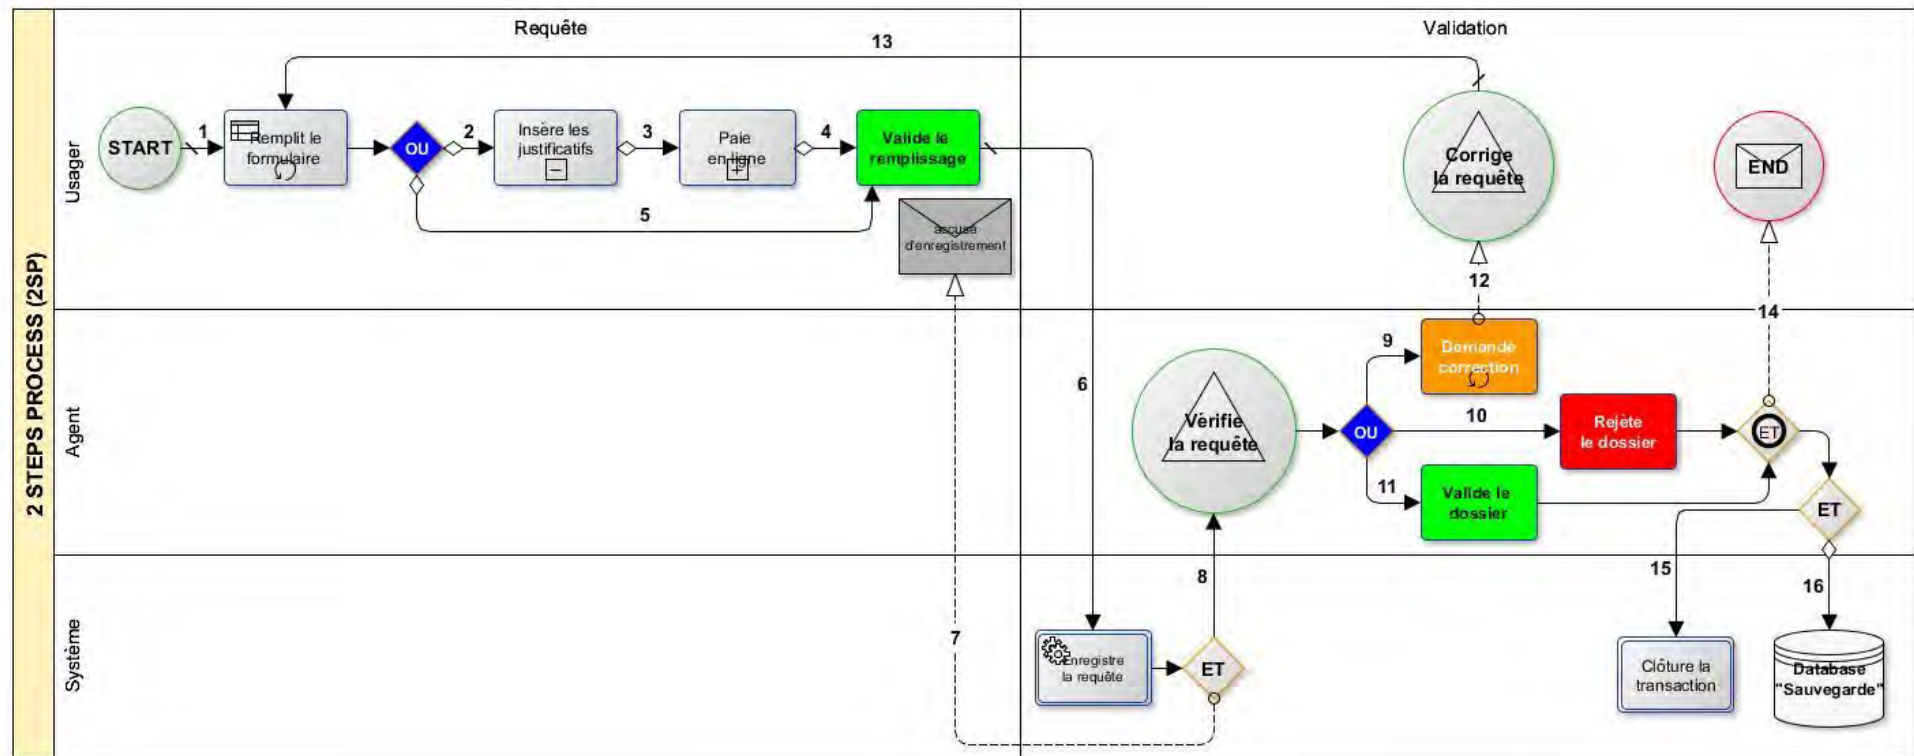 2 STEPS PROCESS (2SP)
Requête
Validation
Usager
Agent
Système
START
1
Remplit le
formulaire
OU
2
Insère les
justificatifs
3
Paie
en ligne
4
Valide le
remplissage
5
13
accusé
d'enregistrement
Corrige
la requête
END
12
14
6
Vérifie
la requête
OU
9
Demande
correction
10
Rejète
le dossier
11
Valide le
dossier
ET
ET
7
8
Enregistre
la requête
ET
15
Clôture la
transaction
16
Database
"Sauvegarde"